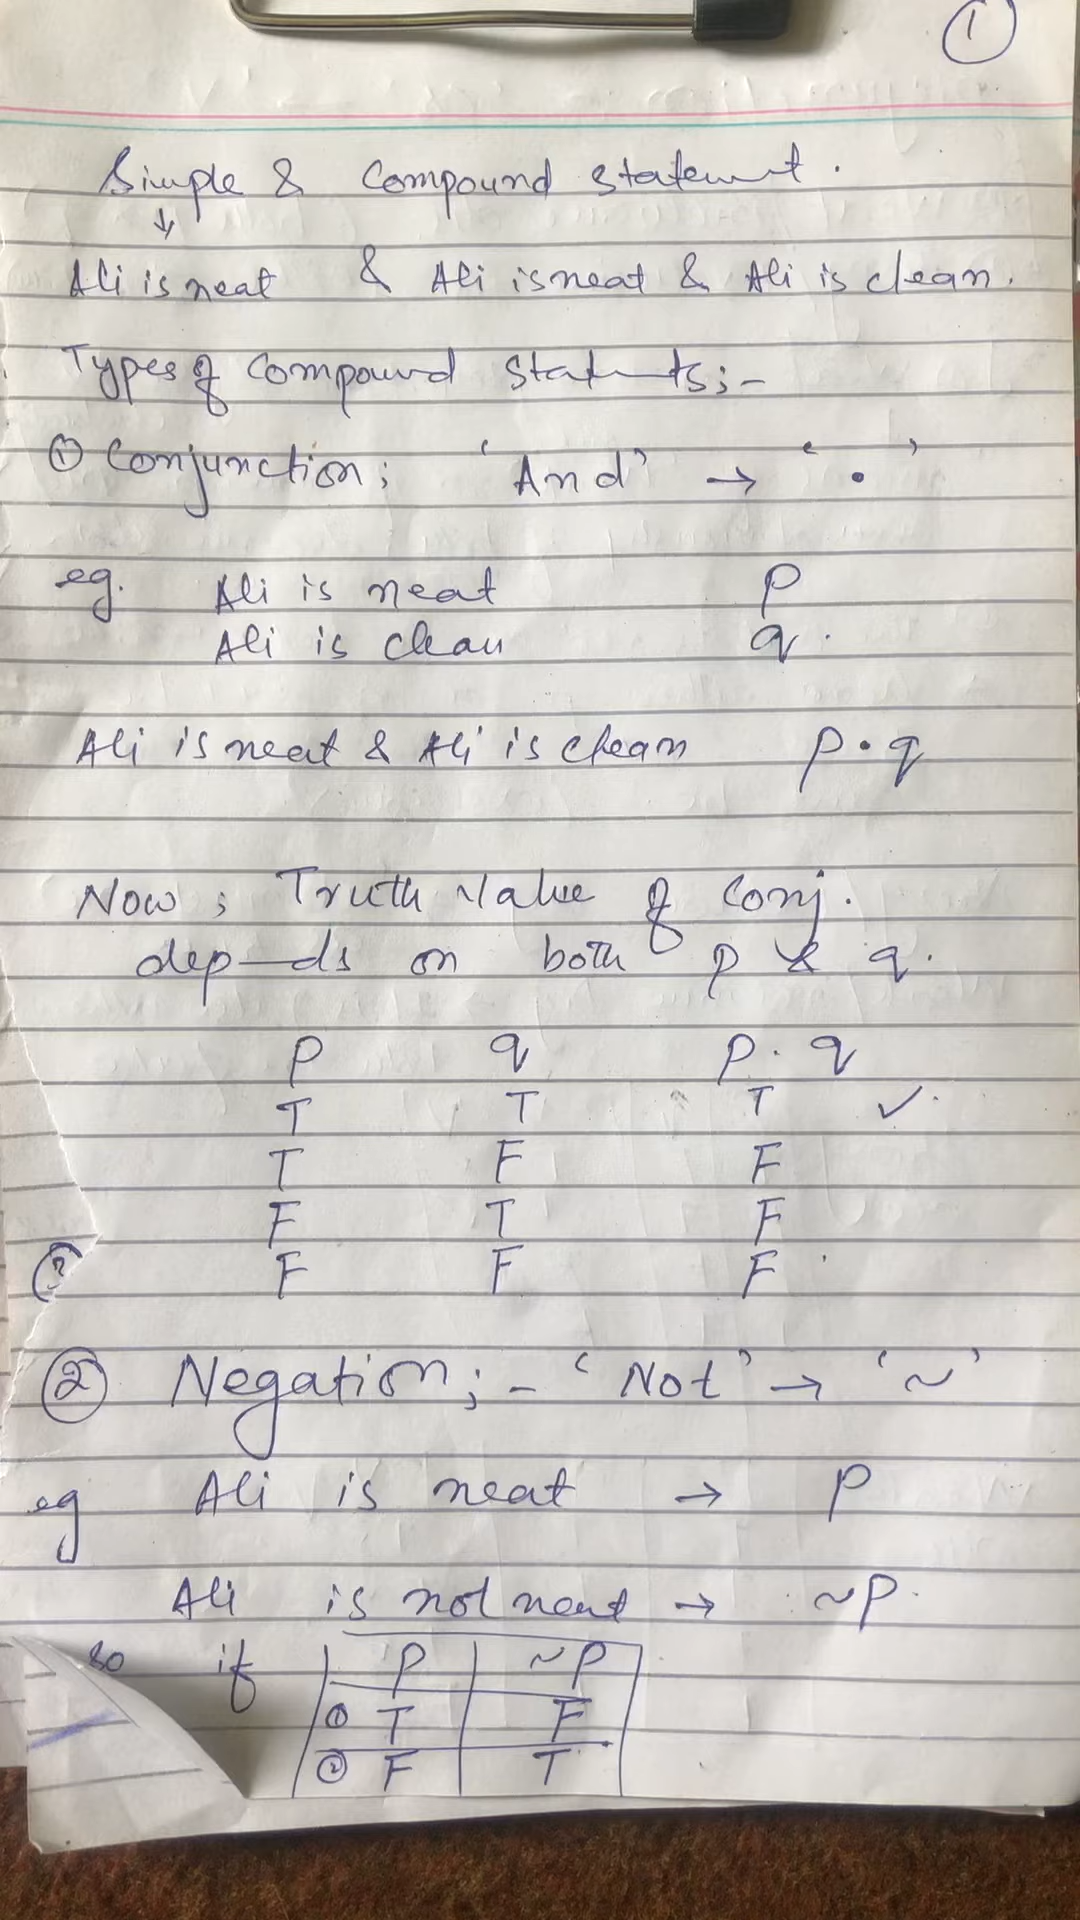 1
Simple & Compound statement.
↓
Ali is neat & Ali is neat & Ali is clean.
Types of Compound Statements;-
① Conjunction; 'And' → '•'
eg. Ali is neat P
Ali is clean q.
Ali is neat & Ali is clean p • q
Now; Truth Value of Conj.
depends on both p & q.
P q P. q
T T T ✓.
T F F
F T F
(? F F F
② Negation;- 'Not' → '~'
eg Ali is neat → P
Ali is not neat → ~P.
so if P ~P
① T F
② F T